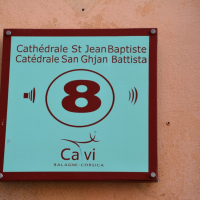 Cathédrale St Jean Baptiste
Catédrale San Ghjan Battista
8
Calvi
BALAGNE-CORSICA